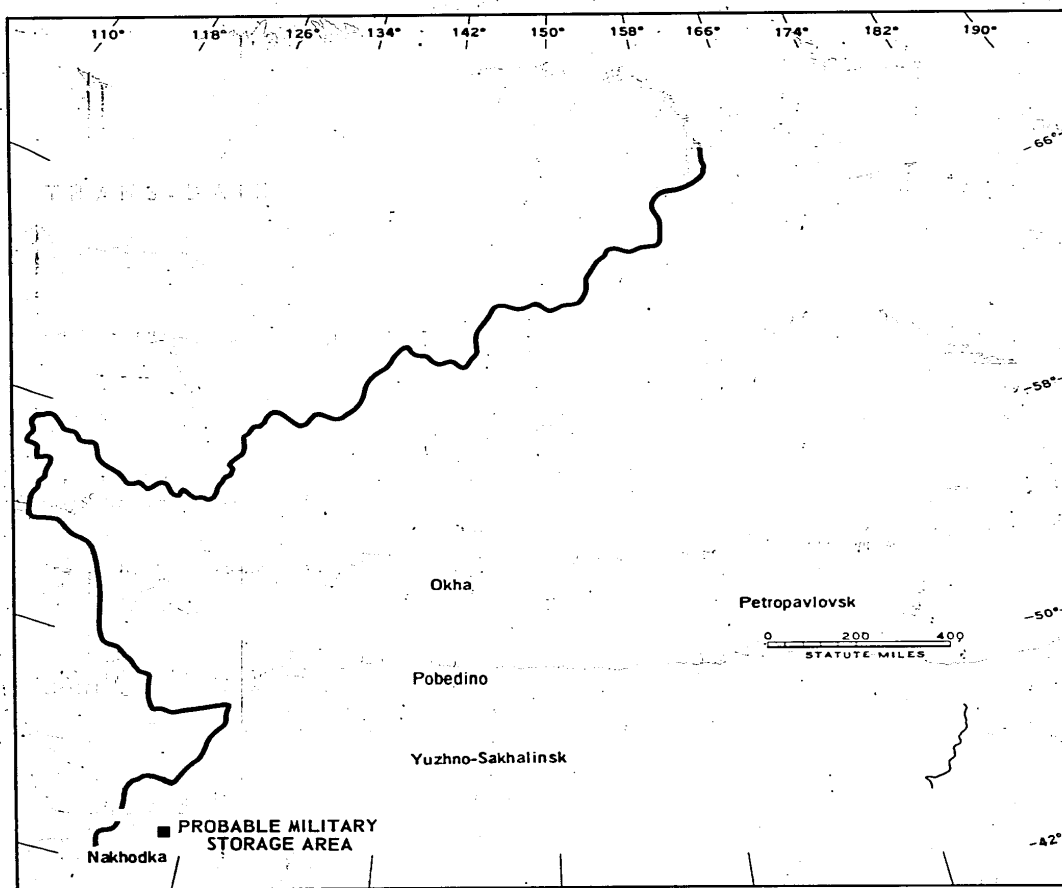 110° 118° 126° 134° 142° 150° 158° 166° 174° 182° 190°
66°
58°
Okha
Petropavlovsk
50°
0 200 400
STATUTE MILES
Pobedino
Yuzhno-Sakhalinsk
PROBABLE MILITARY
STORAGE AREA
42°
Nakhodka